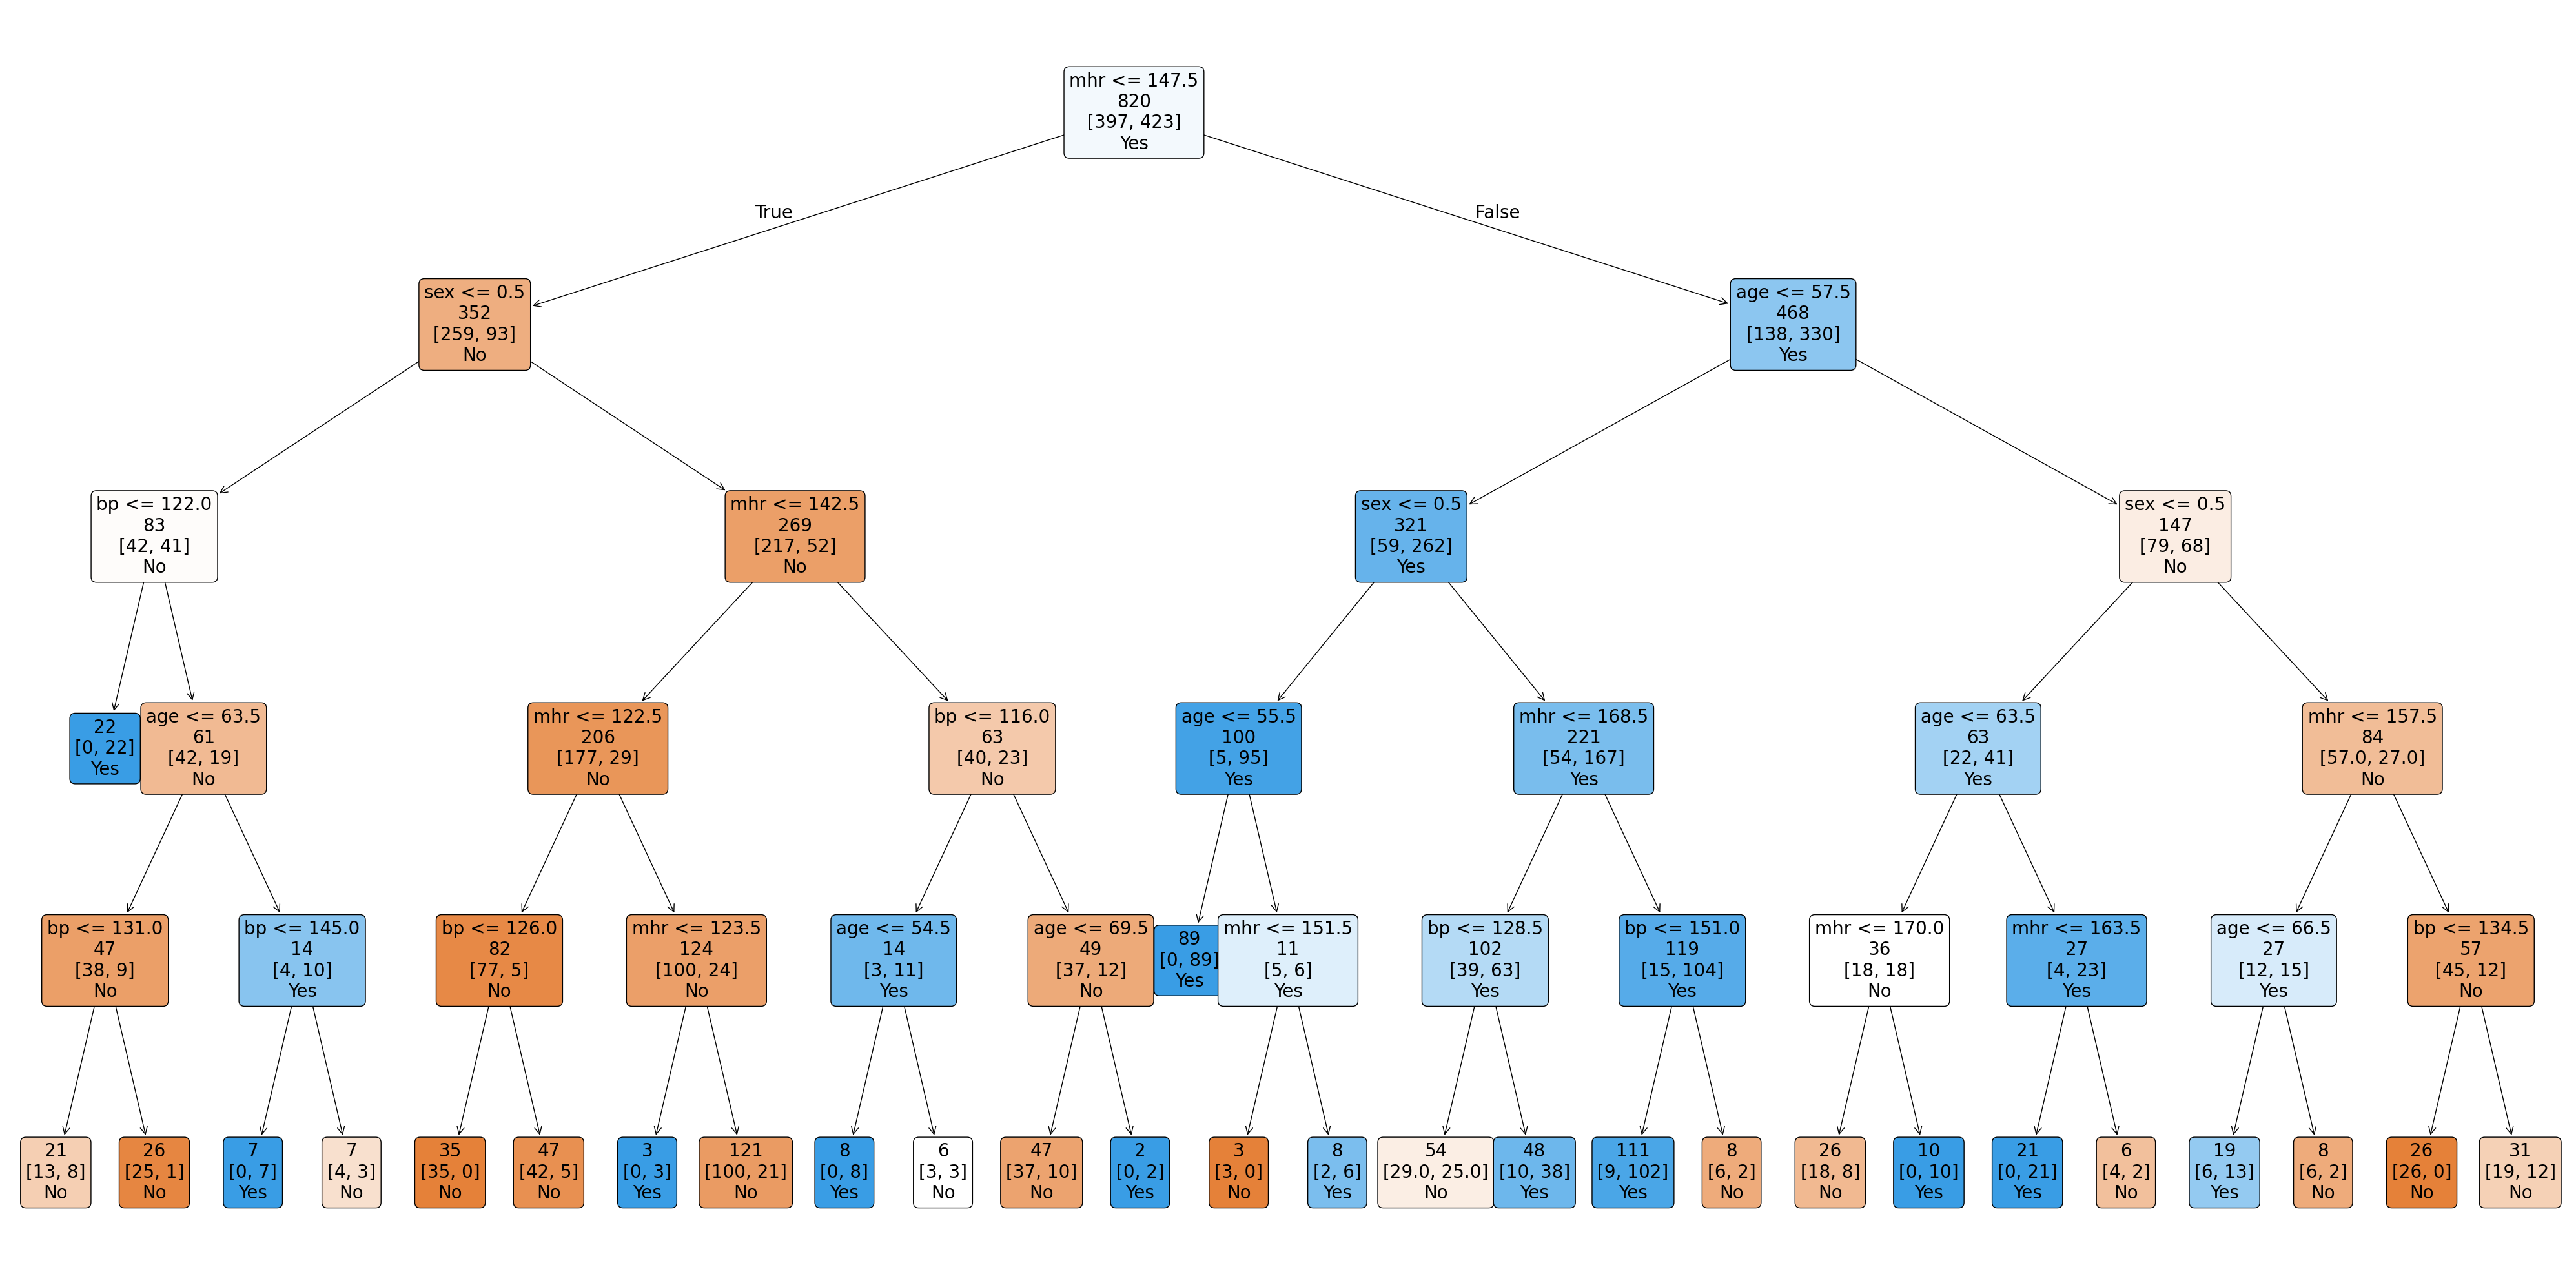 mhr <= 147.5
820
[397, 423]
Yes
True
False
sex <= 0.5
352
[259, 93]
No
age <= 57.5
468
[138, 330]
Yes
bp <= 122.0
83
[42, 41]
No
mhr <= 142.5
269
[217, 52]
No
sex <= 0.5
321
[59, 262]
Yes
sex <= 0.5
147
[79, 68]
No
22
[0, 22]
Yes
age <= 63.5
61
[42, 19]
No
mhr <= 122.5
206
[177, 29]
No
bp <= 116.0
63
[40, 23]
No
age <= 55.5
100
[5, 95]
Yes
mhr <= 168.5
221
[54, 167]
Yes
age <= 63.5
63
[22, 41]
Yes
mhr <= 157.5
84
[57.0, 27.0]
No
bp <= 131.0
47
[38, 9]
No
bp <= 145.0
14
[4, 10]
Yes
bp <= 126.0
82
[77, 5]
No
mhr <= 123.5
124
[100, 24]
No
age <= 54.5
14
[3, 11]
Yes
age <= 69.5
49
[37, 12]
No
89
[0, 89]
Yes
mhr <= 151.5
11
[5, 6]
Yes
bp <= 128.5
102
[39, 63]
Yes
bp <= 151.0
119
[15, 104]
Yes
mhr <= 170.0
36
[18, 18]
No
mhr <= 163.5
27
[4, 23]
Yes
age <= 66.5
27
[12, 15]
Yes
bp <= 134.5
57
[45, 12]
No
21
[13, 8]
No
26
[25, 1]
No
7
[0, 7]
Yes
7
[4, 3]
No
35
[35, 0]
No
47
[42, 5]
No
3
[0, 3]
Yes
121
[100, 21]
No
8
[0, 8]
Yes
6
[3, 3]
No
47
[37, 10]
No
2
[0, 2]
Yes
3
[3, 0]
No
8
[2, 6]
Yes
54
[29.0, 25.0]
No
48
[10, 38]
Yes
111
[9, 102]
Yes
8
[6, 2]
No
26
[18, 8]
No
10
[0, 10]
Yes
21
[0, 21]
Yes
6
[4, 2]
No
19
[6, 13]
Yes
8
[6, 2]
No
26
[26, 0]
No
31
[19, 12]
No